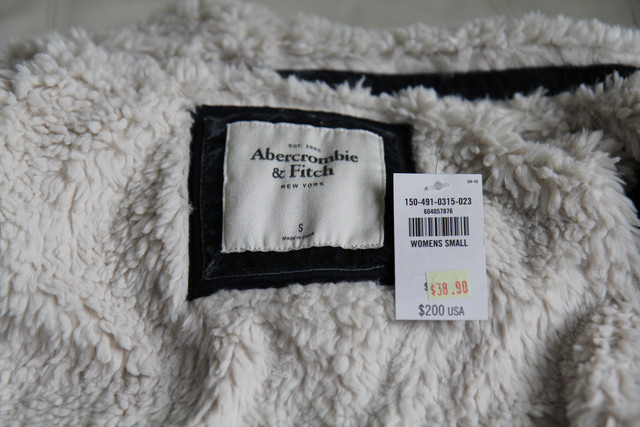 EST. 1892
Abercrombie
& Fitch
NEW YORK
S
150-491-0315-023
604057876
WOMENS SMALL
$38.90
$200 USA